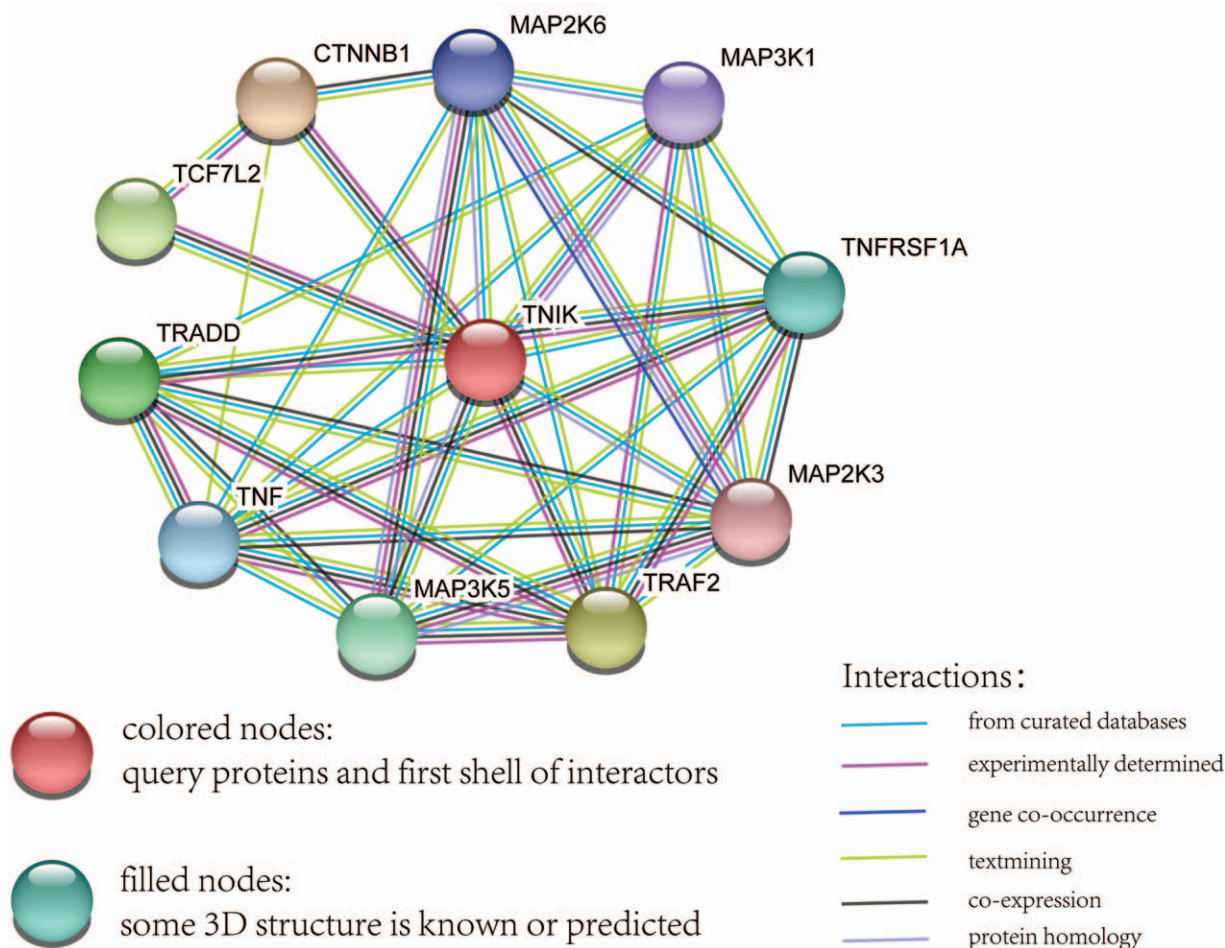 MAP2K6
CTNNB1
MAP3K1
TCF7L2
TNFRSF1A
TNIK
TRADD
MAP2K3
TNF
MAP3K5
TRAF2
Interactions:
colored nodes:
query proteins and first shell of interactors
filled nodes:
some 3D structure is known or predicted
from curated databases
experimentally determined
gene co-occurrence
textmining
co-expression
protein homology